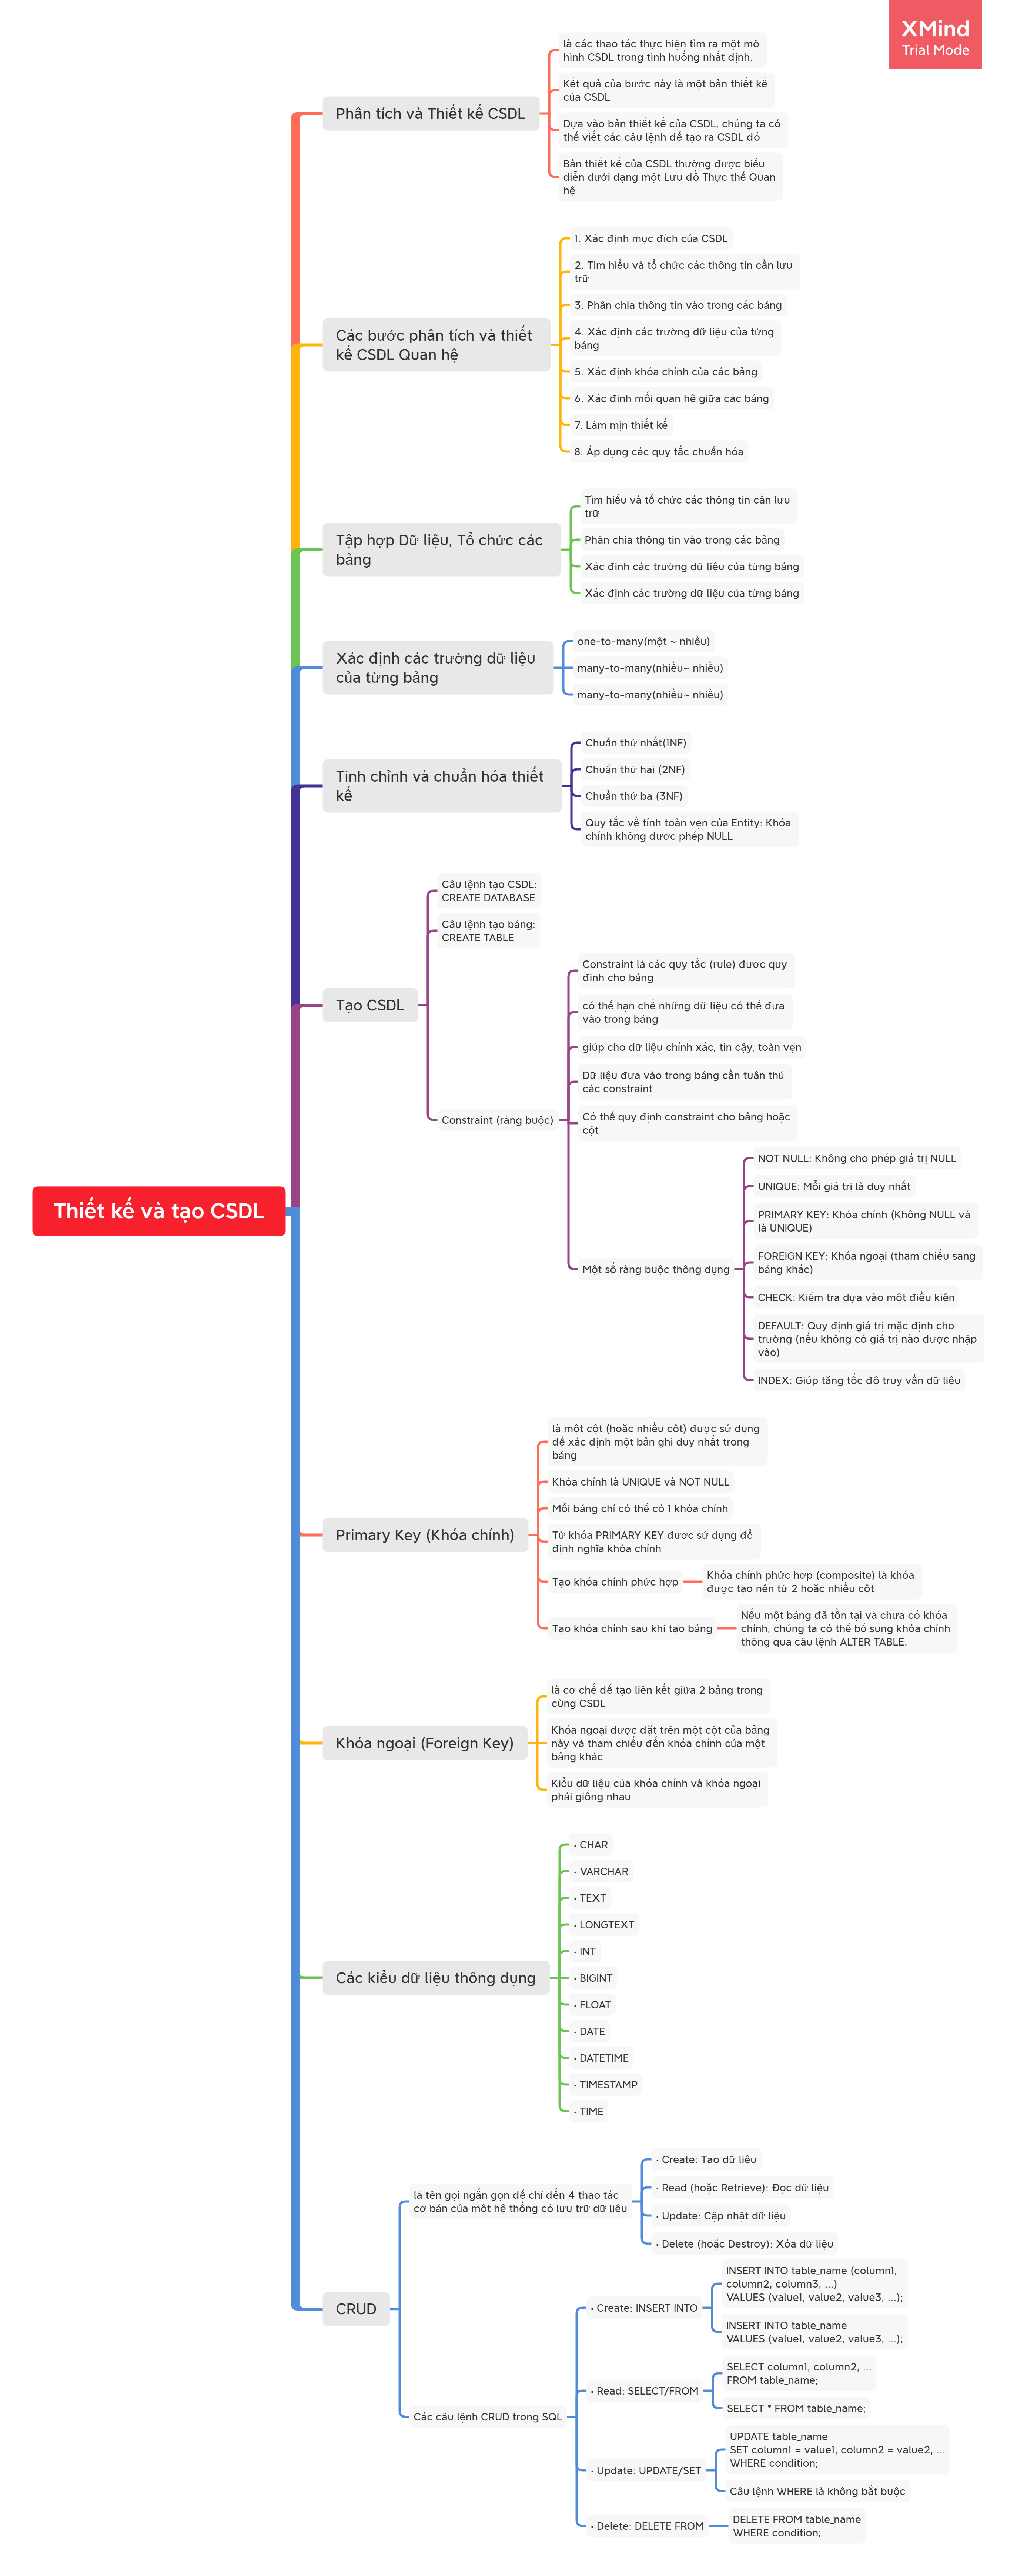 XMind
Trial Mode
Thiết kế và tạo CSDL
Phân tích và Thiết kế CSDL
là các thao tác thực hiện tìm ra một mô
hình CSDL trong tình huống nhất định.
Kết quả của bước này là một bản thiết kế
của CSDL
Dựa vào bản thiết kế của CSDL, chúng ta có
thể viết các câu lệnh để tạo ra CSDL đó
Bản thiết kế của CSDL thường được biểu
diễn dưới dạng một Lưu đồ Thực thể Quan
hệ
Các bước phân tích và thiết
kế CSDL Quan hệ
1. Xác định mục đích của CSDL
2. Tìm hiểu và tổ chức các thông tin cần lưu
trữ
3. Phân chia thông tin vào trong các bảng
4. Xác định các trường dữ liệu của từng
bảng
5. Xác định khóa chính của các bảng
6. Xác định mối quan hệ giữa các bảng
7. Làm mịn thiết kế
8. Áp dụng các quy tắc chuẩn hóa
Tập hợp Dữ liệu, Tổ chức các
bảng
Tìm hiểu và tổ chức các thông tin cần lưu
trữ
Phân chia thông tin vào trong các bảng
Xác định các trường dữ liệu của từng bảng
Xác định các trường dữ liệu của từng bảng
Xác định các trường dữ liệu
của từng bảng
one-to-many(một ~ nhiều)
many-to-many(nhiều~ nhiều)
many-to-many(nhiều~ nhiều)
Tinh chỉnh và chuẩn hóa thiết
kế
Chuẩn thứ nhất(1NF)
Chuẩn thứ hai (2NF)
Chuẩn thứ ba (3NF)
Quy tắc về tính toàn vẹn của Entity: Khóa
chính không được phép NULL
Tạo CSDL
Câu lệnh tạo CSDL:
CREATE DATABASE
Câu lệnh tạo bảng:
CREATE TABLE
Constraint (ràng buộc)
Constraint là các quy tắc (rule) được quy
định cho bảng
có thể hạn chế những dữ liệu có thể đưa
vào trong bảng
giúp cho dữ liệu chính xác, tin cậy, toàn vẹn
Dữ liệu đưa vào trong bảng cần tuân thủ
các constraint
Có thể quy định constraint cho bảng hoặc
cột
Một số ràng buộc thông dụng
NOT NULL: Không cho phép giá trị NULL
UNIQUE: Mỗi giá trị là duy nhất
PRIMARY KEY: Khóa chính (Không NULL và
là UNIQUE)
FOREIGN KEY: Khóa ngoại (tham chiếu sang
bảng khác)
CHECK: Kiểm tra dựa vào một điều kiện
DEFAULT: Quy định giá trị mặc định cho
trường (nếu không có giá trị nào được nhập
vào)
INDEX: Giúp tăng tốc độ truy vấn dữ liệu
Primary Key (Khóa chính)
là một cột (hoặc nhiều cột) được sử dụng
để xác định một bản ghi duy nhất trong
bảng
Khóa chính là UNIQUE và NOT NULL
Mỗi bảng chỉ có thể có 1 khóa chính
Từ khóa PRIMARY KEY được sử dụng để
định nghĩa khóa chính
Tạo khóa chính phức hợp
Khóa chính phức hợp (composite) là khóa
được tạo nên từ 2 hoặc nhiều cột
Tạo khóa chính sau khi tạo bảng
Nếu một bảng đã tồn tại và chưa có khóa
chính, chúng ta có thể bổ sung khóa chính
thông qua câu lệnh ALTER TABLE.
Khóa ngoại (Foreign Key)
là cơ chế để tạo liên kết giữa 2 bảng trong
cùng CSDL
Khóa ngoại được đặt trên một cột của bảng
này và tham chiếu đến khóa chính của một
bảng khác
Kiểu dữ liệu của khóa chính và khóa ngoại
phải giống nhau
Các kiểu dữ liệu thông dụng
• CHAR
• VARCHAR
• TEXT
• LONGTEXT
• INT
• BIGINT
• FLOAT
• DATE
• DATETIME
• TIMESTAMP
• TIME
CRUD
là tên gọi ngắn gọn để chỉ đến 4 thao tác
cơ bản của một hệ thống có lưu trữ dữ liệu
• Create: Tạo dữ liệu
• Read (hoặc Retrieve): Đọc dữ liệu
• Update: Cập nhật dữ liệu
• Delete (hoặc Destroy): Xóa dữ liệu
Các câu lệnh CRUD trong SQL
• Create: INSERT INTO
INSERT INTO table_name (column1,
column2, column3, ...)
VALUES (value1, value2, value3, ...);
INSERT INTO table_name
VALUES (value1, value2, value3, ...);
• Read: SELECT/FROM
SELECT column1, column2, ...
FROM table_name;
SELECT * FROM table_name;
• Update: UPDATE/SET
UPDATE table_name
SET column1 = value1, column2 = value2, ...
WHERE condition;
Câu lệnh WHERE là không bắt buộc
• Delete: DELETE FROM
DELETE FROM table_name
WHERE condition;